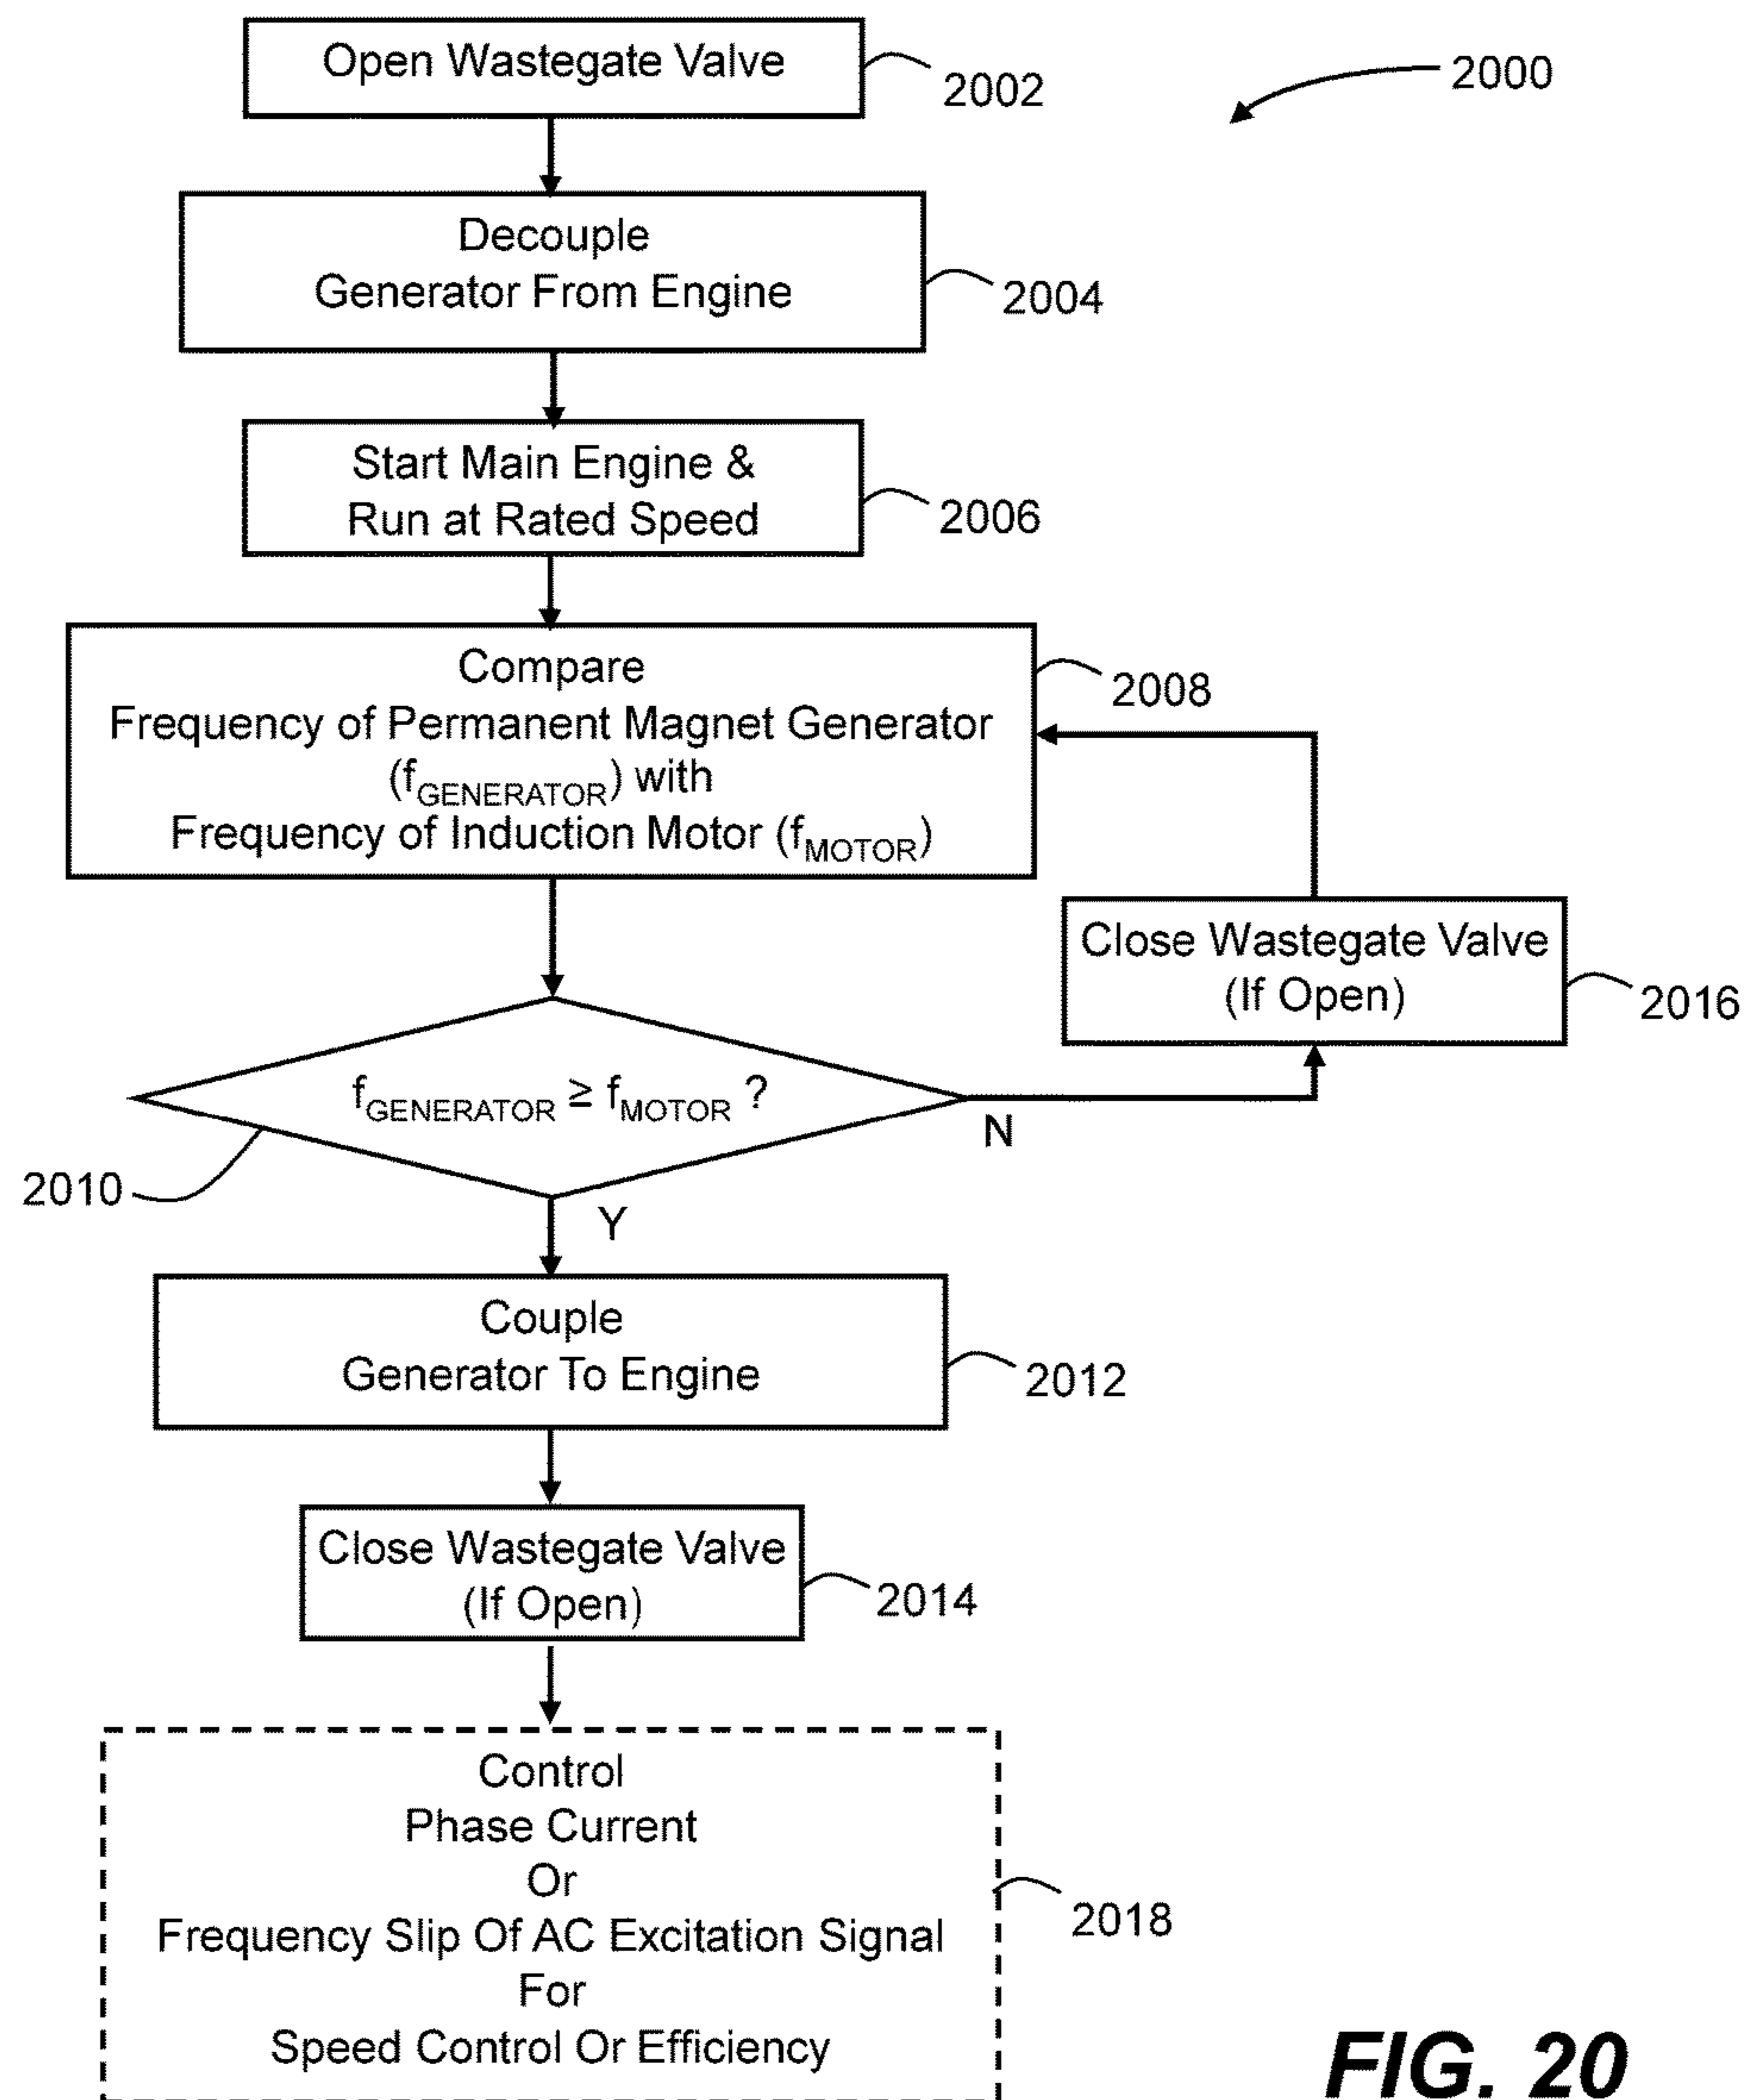 Open Wastegate Valve
2002
2000
Decouple
Generator From Engine
2004
Start Main Engine &
Run at Rated Speed
2006
Compare
Frequency of Permanent Magnet Generator
(fGENERATOR) with
Frequency of Induction Motor (fMOTOR)
2008
Close Wastegate Valve
(If Open)
2016
fGENERATOR ≥ fMOTOR ?
N
2010
Y
Couple
Generator To Engine
2012
Close Wastegate Valve
(If Open)
2014
Control
Phase Current
Or
Frequency Slip Of AC Excitation Signal
For
Speed Control Or Efficiency
2018
FIG. 20